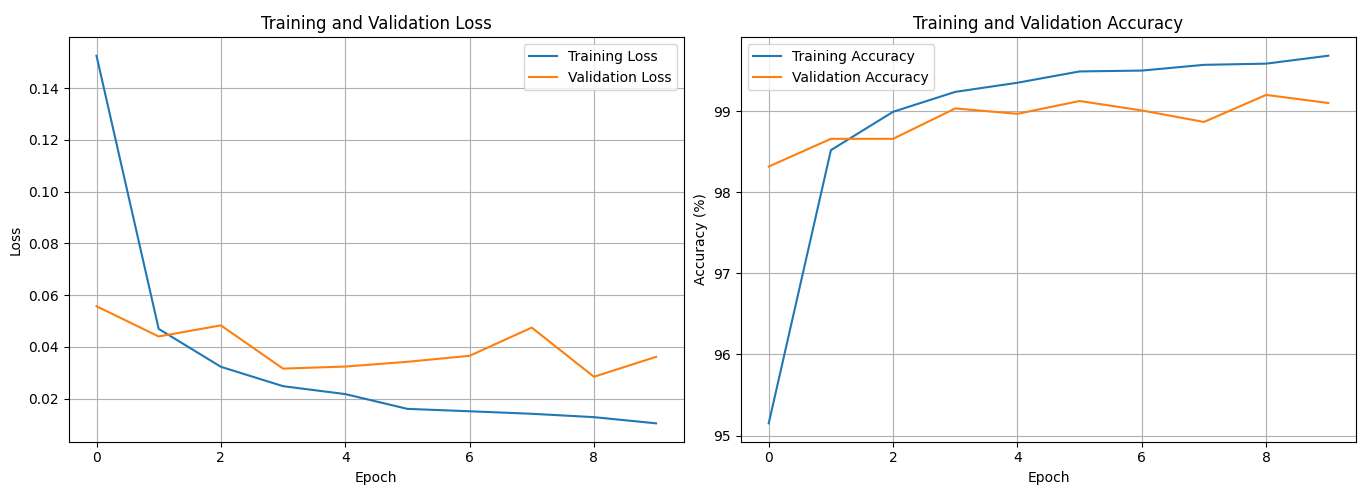 Training and Validation Loss
Training Loss
Validation Loss
Loss
0.14
0.12
0.10
0.08
0.06
0.04
0.02
0 2 4 6 8
Epoch
Training and Validation Accuracy
Training Accuracy
Validation Accuracy
Accuracy (%)
99
98
97
96
95
0 2 4 6 8
Epoch